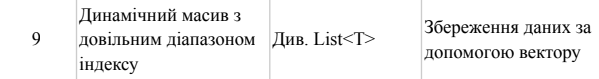 9
Динамічний масив з
довільним діапазоном
індексу
Див. List<T>
Збереження даних за
допомогою вектору